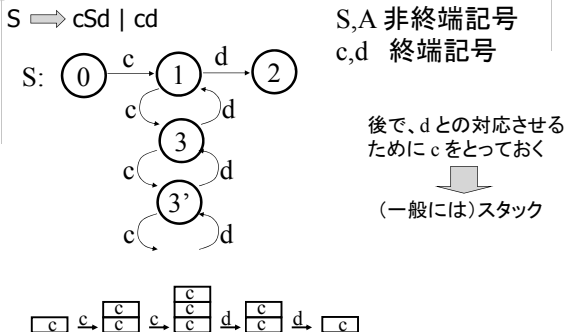 S ⟹ cSd | cd
S,A 非終端記号
c,d 終端記号
S: 0 c 1 d 2
c d
3
c d
3’
c d
後で、dとの対応させる
ためにcをとっておく
(一般には)スタック
c
c c c c c
c c c c c c c